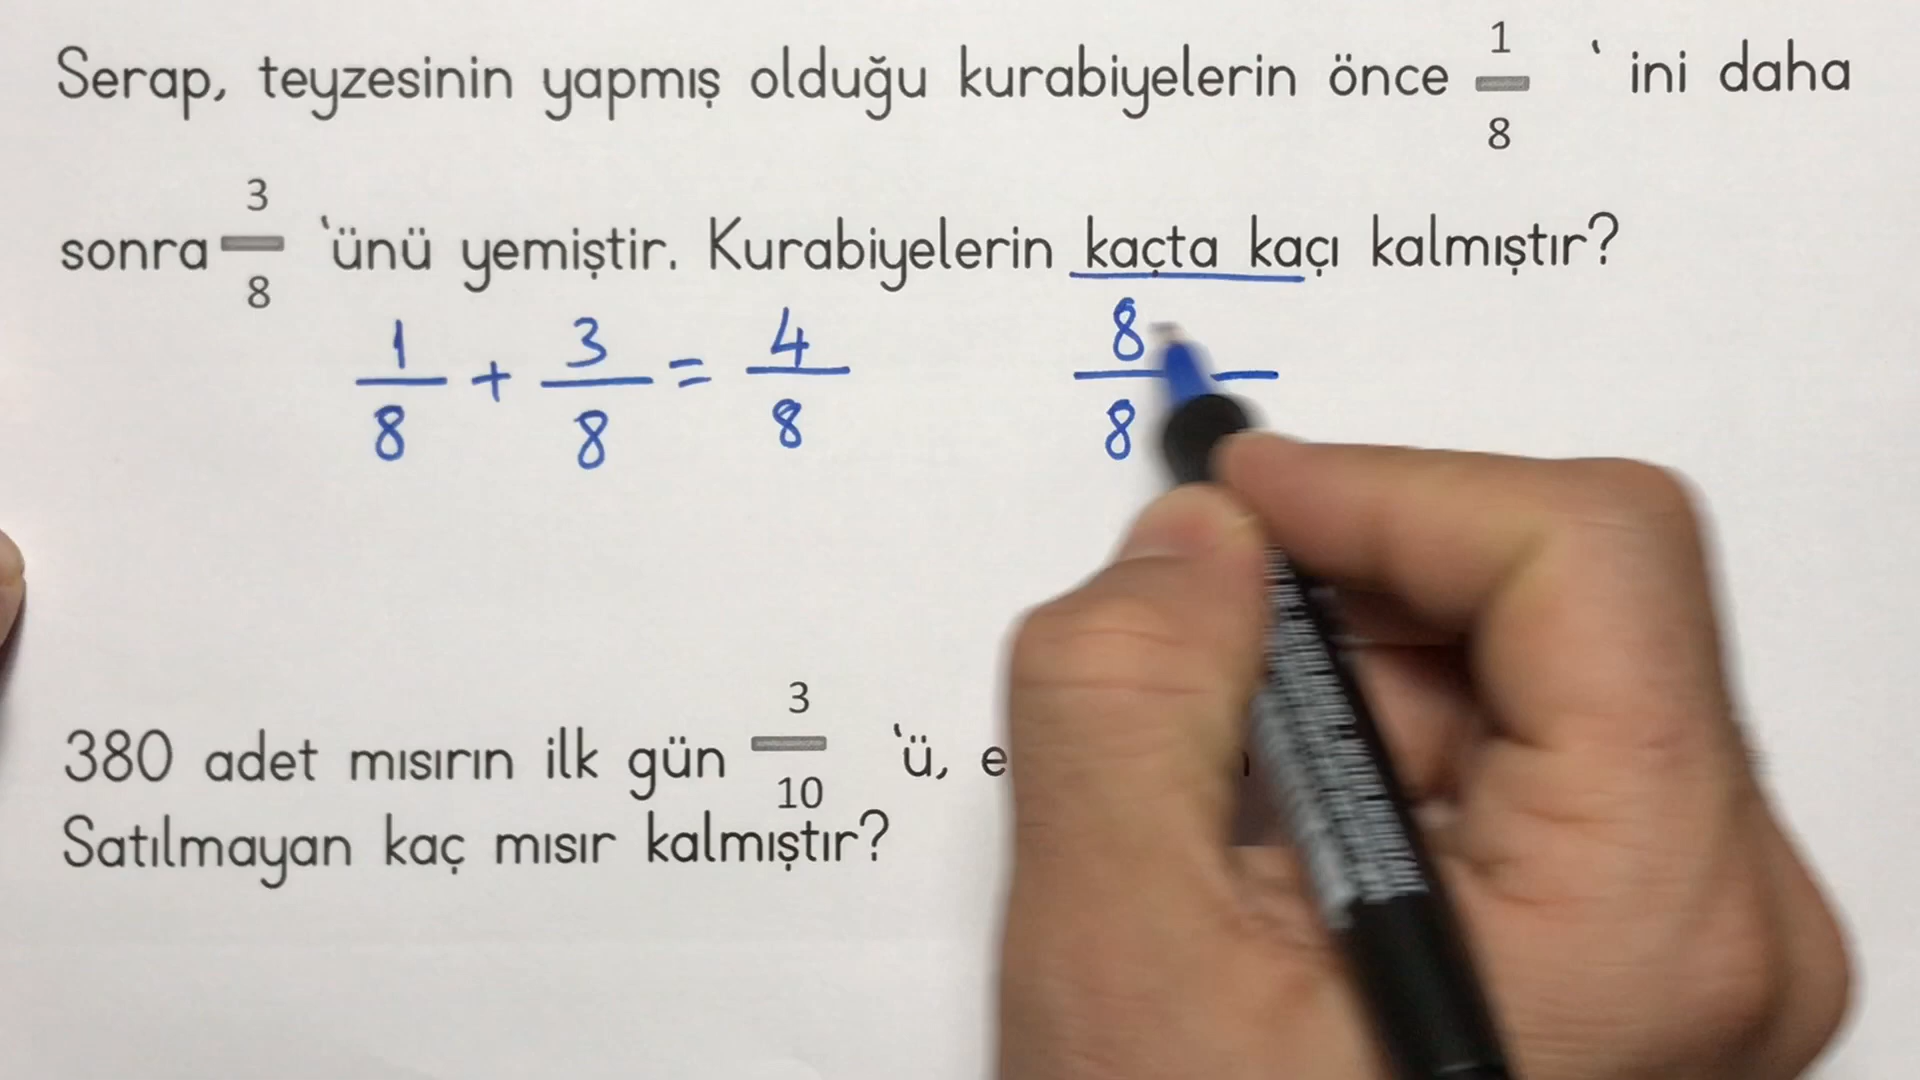 Serap, teyzesinin yapmış olduğu kurabiyelerin önce 1/8 ' ini daha
sonra 3/8 'ünü yemiştir. Kurabiyelerin kaçta kaçı kalmıştır?
1/8 + 3/8 = 4/8 8/8
380 adet mısırın ilk gün 3/10 'ü,
Satılmayan kaç mısır kalmıştır?